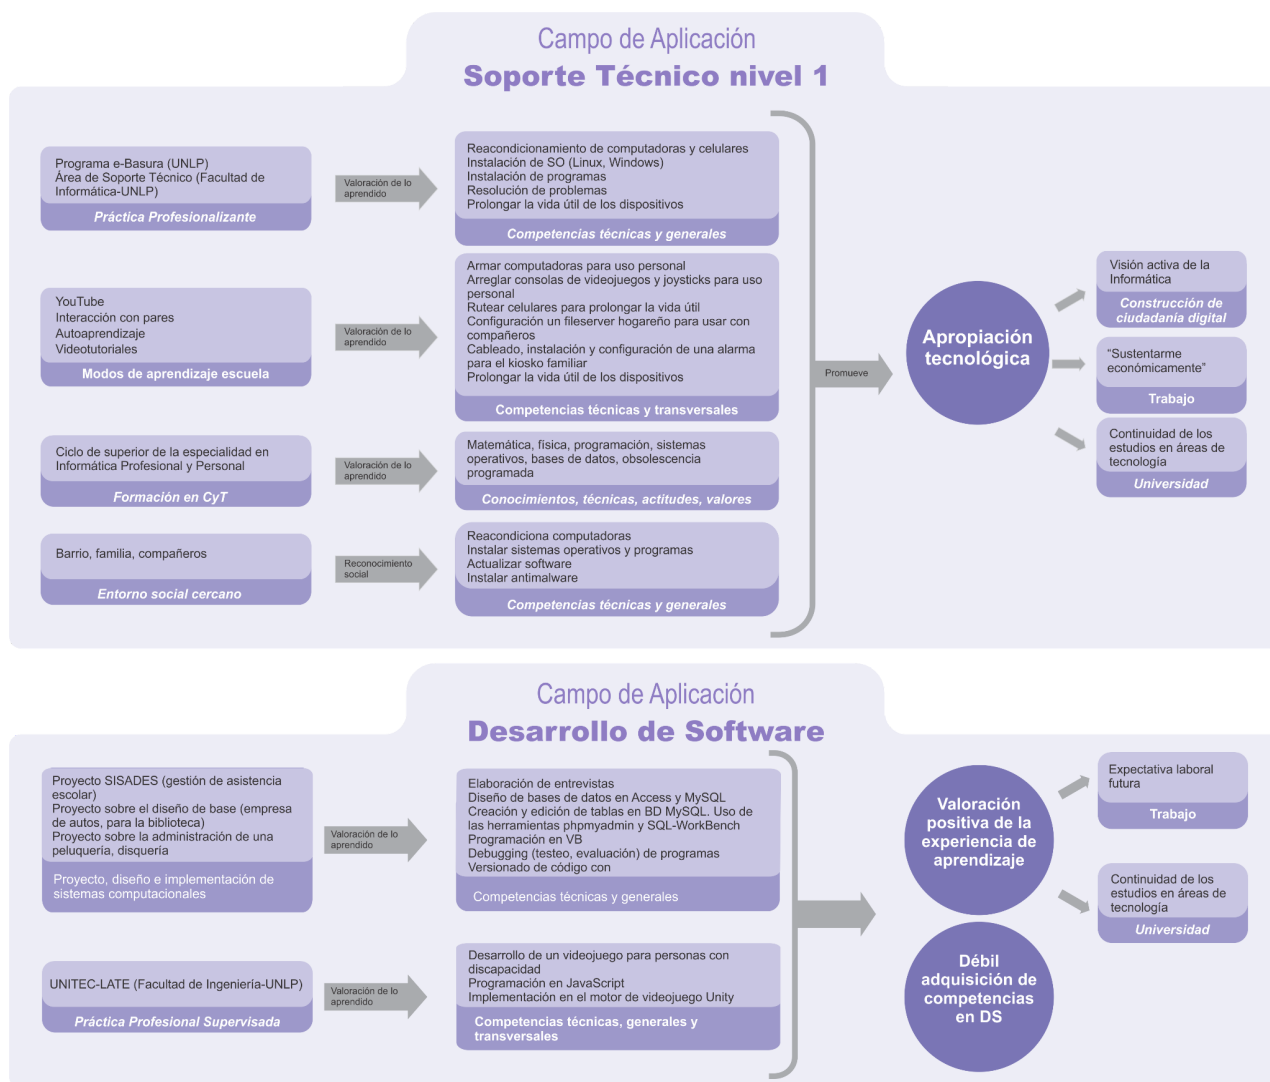 Campo de Aplicación
Soporte Técnico nivel 1
Programa e-Basura (UNLP)
Área de Soporte Técnico (Facultad de
Informática-UNLP)
Práctica Profesionalizante
Valoración de lo
aprendido
Reacondicionamiento de computadoras y celulares
Instalación de SO (Linux, Windows)
Instalación de programas
Resolución de problemas
Prolongar la vida útil de los dispositivos
Competencias técnicas y generales
YouTube
Interacción con pares
Autoaprendizaje
Videotutoriales
Modos de aprendizaje escuela
Valoración de lo
aprendido
Armar computadoras para uso personal
Arreglar consolas de videojuegos y joysticks para uso
personal
Rutear celulares para prolongar la vida útil
Configuración un fileserver hogareño para usar con
compañeros
Cableado, instalación y configuración de una alarma
para el kiosko familiar
Prolongar la vida útil de los dispositivos
Competencias técnicas y transversales
Ciclo de superior de la especialidad en
Informática Profesional y Personal
Formación en CyT
Valoración de lo
aprendido
Matemática, física, programación, sistemas
operativos, bases de datos, obsolescencia
programada
Conocimientos, técnicas, actitudes, valores
Barrio, familia, compañeros
Entorno social cercano
Reconocimiento
social
Reacondiciona computadoras
Instalar sistemas operativos y programas
Actualizar software
Instalar antimalware
Competencias técnicas y generales
Promueve
Apropiación
tecnológica
Visión activa de la
Informática
Construcción de
ciudadanía digital
“Sustentarme
económicamente”
Trabajo
Continuidad de los
estudios en áreas de
tecnología
Universidad
Campo de Aplicación
Desarrollo de Software
Proyecto SISADES (gestión de asistencia
escolar)
Proyecto sobre el diseño de base (empresa
de autos, para la biblioteca)
Proyecto sobre la administración de una
peluquería, disquería
Proyecto, diseño e implementación de
sistemas computacionales
Valoración de lo
aprendido
Elaboración de entrevistas
Diseño de bases de datos en Access y MySQL
Creación y edición de tablas en BD MySQL. Uso de
las herramientas phpmyadmin y SQL-WorkBench
Programación en VB
Debugging (testeo, evaluación) de programas
Versionado de código con
Competencias técnicas y generales
UNITEC-LATE (Facultad de Ingeniería-UNLP)
Práctica Profesional Supervisada
Valoración de lo
aprendido
Desarrollo de un videojuego para personas con
discapacidad
Programación en JavaScript
Implementación en el motor de videojuego Unity
Competencias técnicas, generales y
transversales
Valoración
positiva de la
experiencia de
aprendizaje
Débil
adquisición de
competencias
en DS
Expectativa laboral
futura
Trabajo
Continuidad de los
estudios en áreas de
tecnología
Universidad